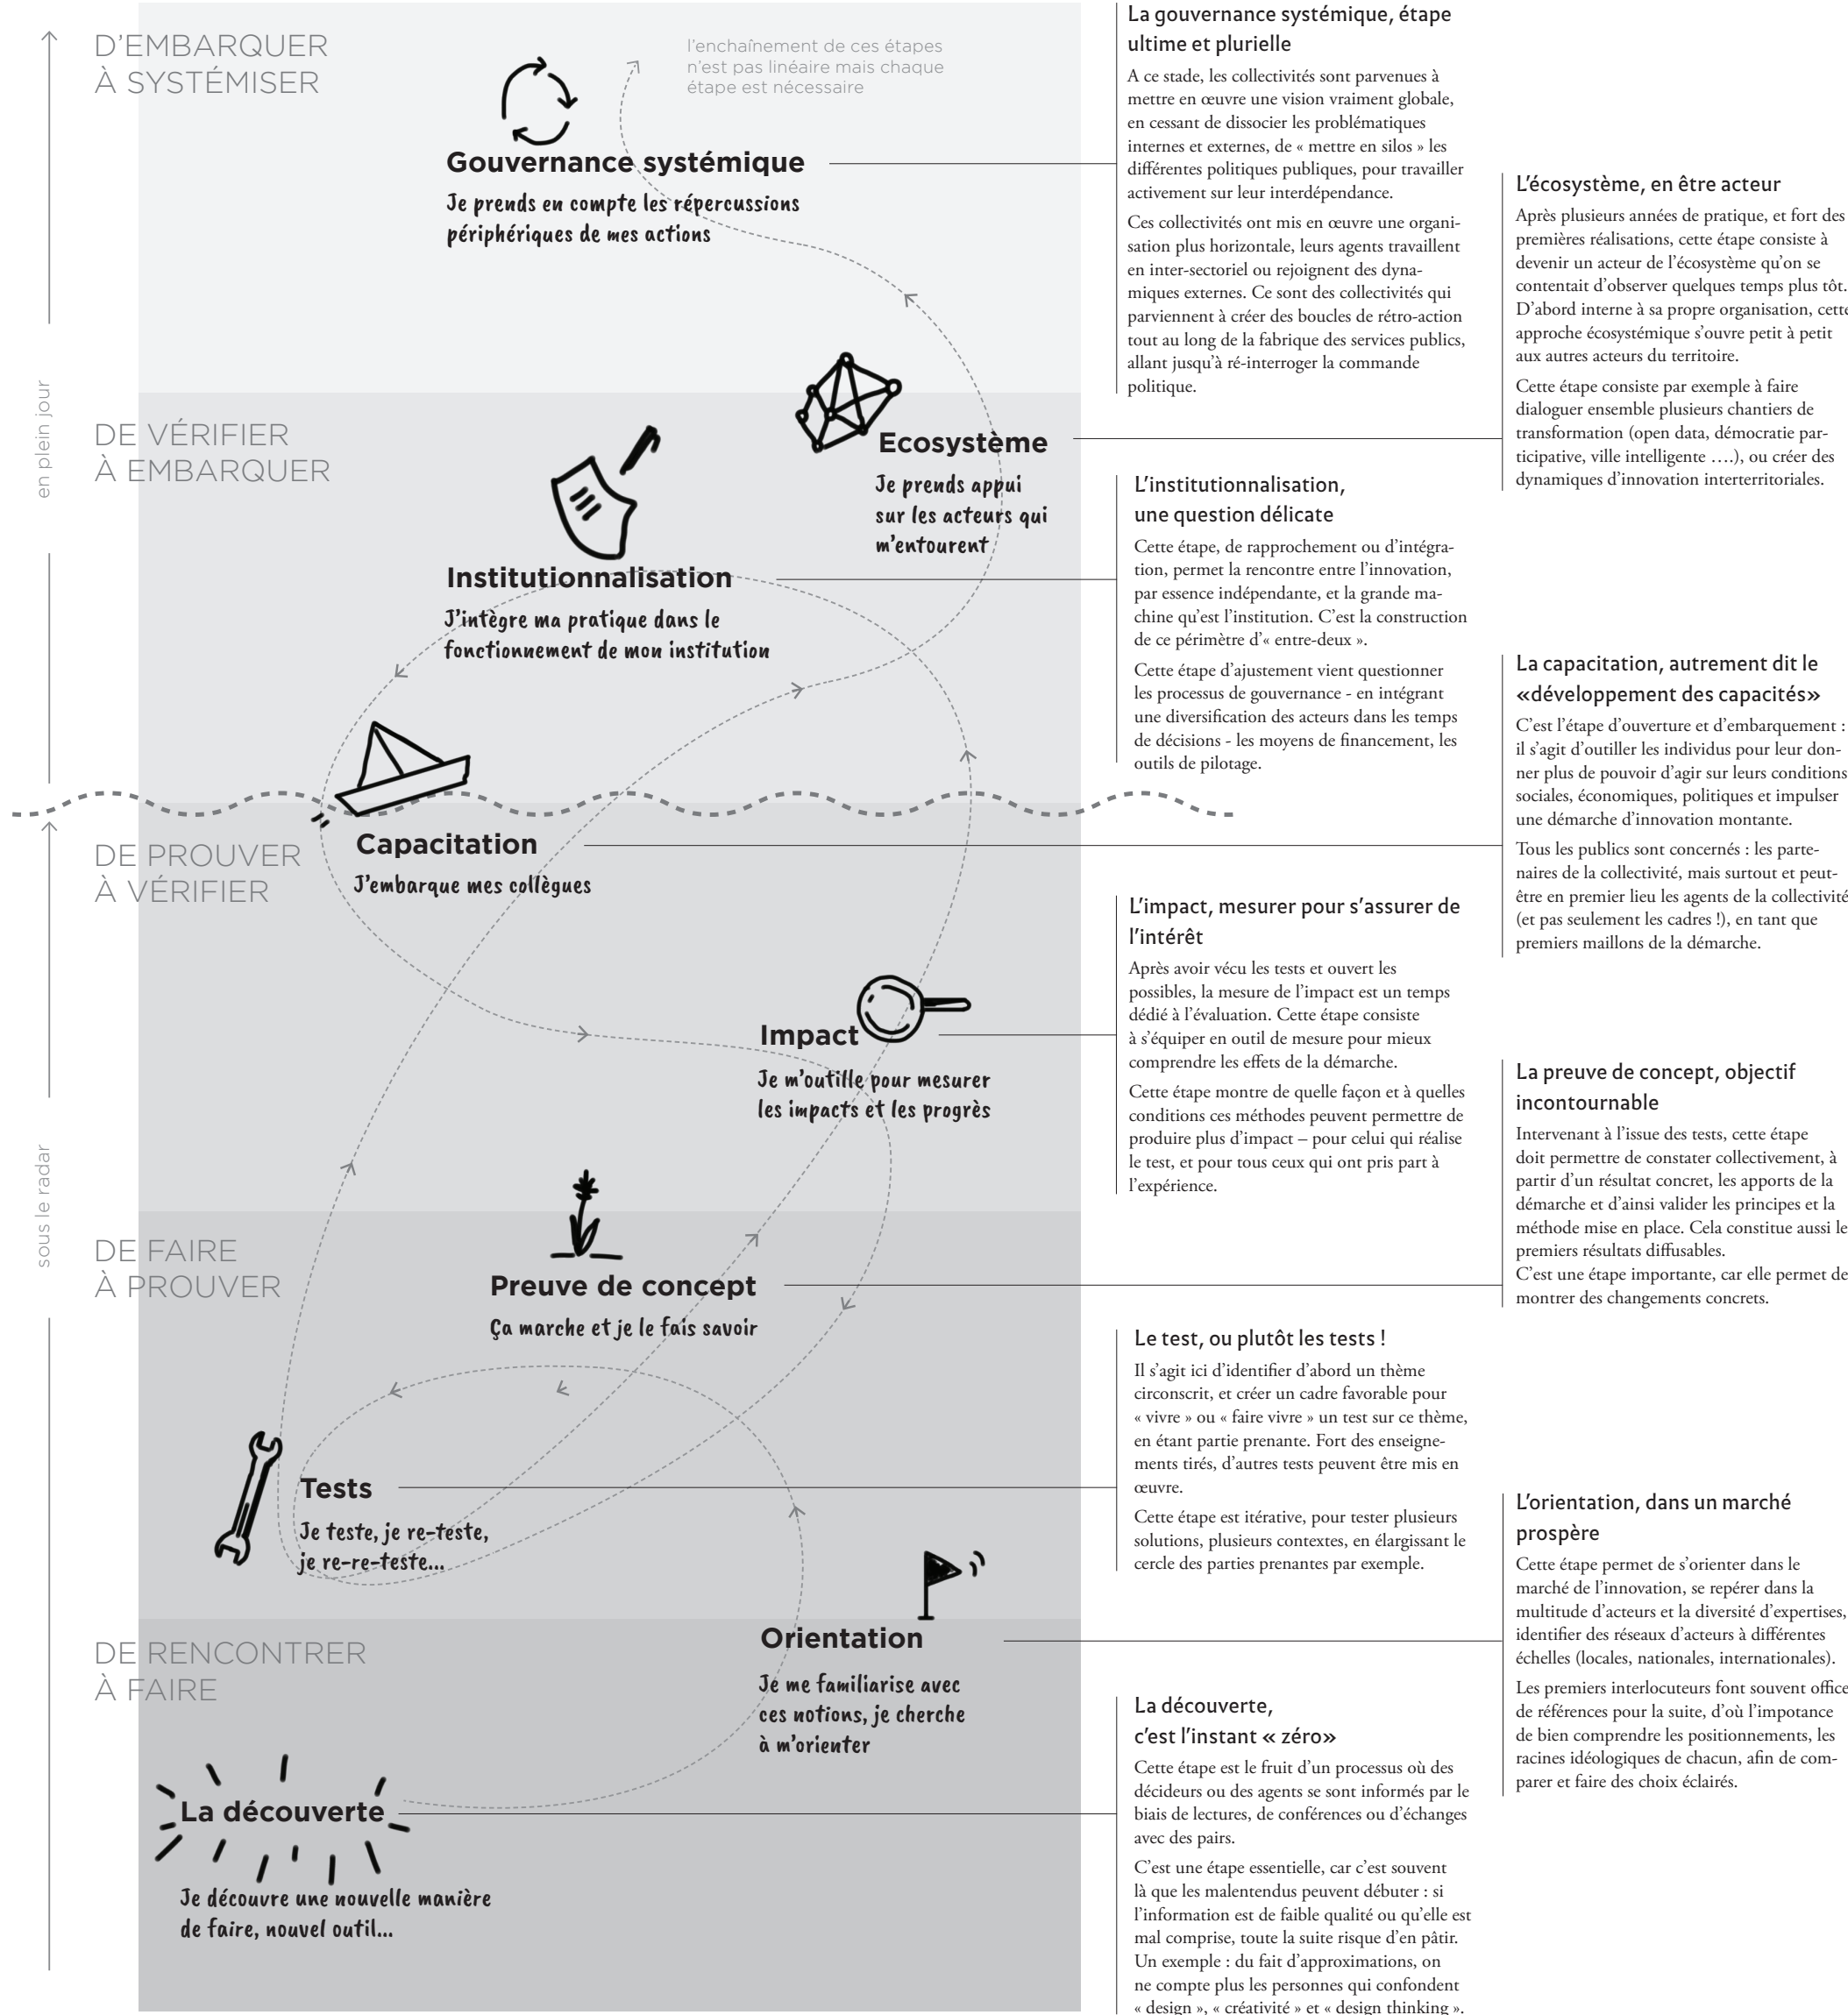 D'EMBARQUER
À SYSTÉMISER
l'enchaînement de ces étapes
n'est pas linéaire mais chaque
étape est nécessaire
Gouvernance systémique
Je prends en compte les répercussions
périphériques de mes actions
en plein jour
DE VÉRIFIER
À EMBARQUER
Ecosystème
Je prends appui
sur les acteurs qui
m'entourent
Institutionnalisation
J'intègre ma pratique dans le
fonctionnement de mon institution
DE PROUVER
À VÉRIFIER
Capacitation
J'embarque mes collègues
Impact
Je m'outille pour mesurer
les impacts et les progrès
sous le radar
DE FAIRE
À PROUVER
Preuve de concept
Ça marche et je le fais savoir
Tests
Je teste, je re-teste,
je re-re-teste...
DE RENCONTRER
À FAIRE
Orientation
Je me familiarise avec
ces notions, je cherche
à m'orienter
La découverte
Je découvre une nouvelle manière
de faire, nouvel outil...
La gouvernance systémique, étape
ultime et plurielle
A ce stade, les collectivités sont parvenues à
mettre en œuvre une vision vraiment globale,
en cessant de dissocier les problématiques
internes et externes, de « mettre en silos » les
différentes politiques publiques, pour travailler
activement sur leur interdépendance.
Ces collectivités ont mis en œuvre une organi-
sation plus horizontale, leurs agents travaillent
en inter-sectoriel ou rejoignent des dyna-
miques externes. Ce sont des collectivités qui
parviennent à créer des boucles de rétro-action
tout au long de la fabrique des services publics,
allant jusqu'à ré-interroger la commande
politique.
L'écosystème, en être acteur
Après plusieurs années de pratique, et fort des
premières réalisations, cette étape consiste à
devenir un acteur de l'écosystème qu'on se
contentait d'observer quelques temps plus tôt.
D'abord interne à sa propre organisation, cette
approche écosystémique s'ouvre petit à petit
aux autres acteurs du territoire.
Cette étape consiste par exemple à faire
dialoguer ensemble plusieurs chantiers de
transformation (open data, démocratie par-
ticipative, ville intelligente ....), ou créer des
dynamiques d'innovation interterritoriales.
L'institutionnalisation,
une question délicate
Cette étape, de rapprochement ou d'intégra-
tion, permet la rencontre entre l'innovation,
par essence indépendante, et la grande ma-
chine qu'est l'institution. C'est la construction
de ce périmètre d'« entre-deux ».
Cette étape d'ajustement vient questionner
les processus de gouvernance - en intégrant
une diversification des acteurs dans les temps
de décisions - les moyens de financement, les
outils de pilotage.
La capacitation, autrement dit le
«développement des capacités»
C'est l'étape d'ouverture et d'embarquement :
il s'agit d'outiller les individus pour leur don-
ner plus de pouvoir d'agir sur leurs conditions
sociales, économiques, politiques et impulser
une démarche d'innovation montante.
Tous les publics sont concernés : les parte-
naires de la collectivité, mais surtout et peut-
être en premier lieu les agents de la collectivité
(et pas seulement les cadres !), en tant que
premiers maillons de la démarche.
L'impact, mesurer pour s'assurer de
l'intérêt
Après avoir vécu les tests et ouvert les
possibles, la mesure de l'impact est un temps
dédié à l'évaluation. Cette étape consiste
à s'équiper en outil de mesure pour mieux
comprendre les effets de la démarche.
Cette étape montre de quelle façon et à quelles
conditions ces méthodes peuvent permettre de
produire plus d'impact – pour celui qui réalise
le test, et pour tous ceux qui ont pris part à
l'expérience.
La preuve de concept, objectif
incontournable
Intervenant à l'issue des tests, cette étape
doit permettre de constater collectivement, à
partir d'un résultat concret, les apports de la
démarche et d'ainsi valider les principes et la
méthode mise en place. Cela constitue aussi le
premiers résultats diffusables.
C'est une étape importante, car elle permet de
montrer des changements concrets.
Le test, ou plutôt les tests !
Il s'agit ici d'identifier d'abord un thème
circonscrit, et créer un cadre favorable pour
« vivre » ou « faire vivre » un test sur ce thème,
en étant partie prenante. Fort des enseigne-
ments tirés, d'autres tests peuvent être mis en
œuvre.
Cette étape est itérative, pour tester plusieurs
solutions, plusieurs contextes, en élargissant le
cercle des parties prenantes par exemple.
L'orientation, dans un marché
prospère
Cette étape permet de s'orienter dans le
marché de l'innovation, se repérer dans la
multitude d'acteurs et la diversité d'expertises,
identifier des réseaux d'acteurs à différentes
échelles (locales, nationales, internationales).
Les premiers interlocuteurs font souvent office
de références pour la suite, d'où l'impotance
de bien comprendre les positionnements, les
racines idéologiques de chacun, afin de com-
parer et faire des choix éclairés.
La découverte,
c'est l'instant « zéro»
Cette étape est le fruit d'un processus où des
décideurs ou des agents se sont informés par le
biais de lectures, de conférences ou d'échanges
avec des pairs.
C'est une étape essentielle, car c'est souvent
là que les malentendus peuvent débuter : si
l'information est de faible qualité ou qu'elle est
mal comprise, toute la suite risque d'en pâtir.
Un exemple : du fait d'approximations, on
ne compte plus les personnes qui confondent
« design », « créativité » et « design thinking ».